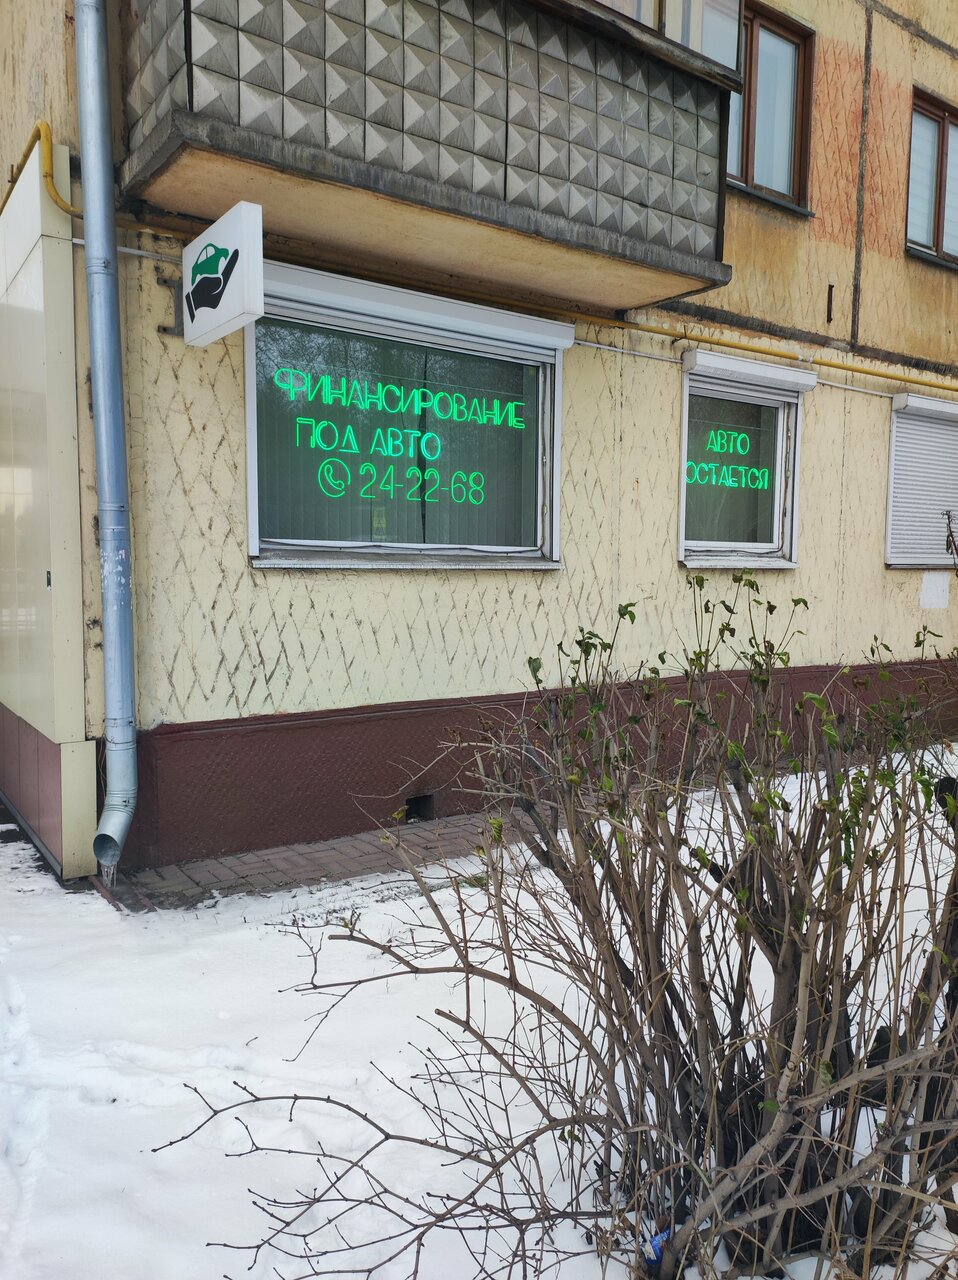 ФИНАНСИРОВАНИЕ
ПОД АВТО
24-22-68
АВТО
ОСТАЕТСЯ